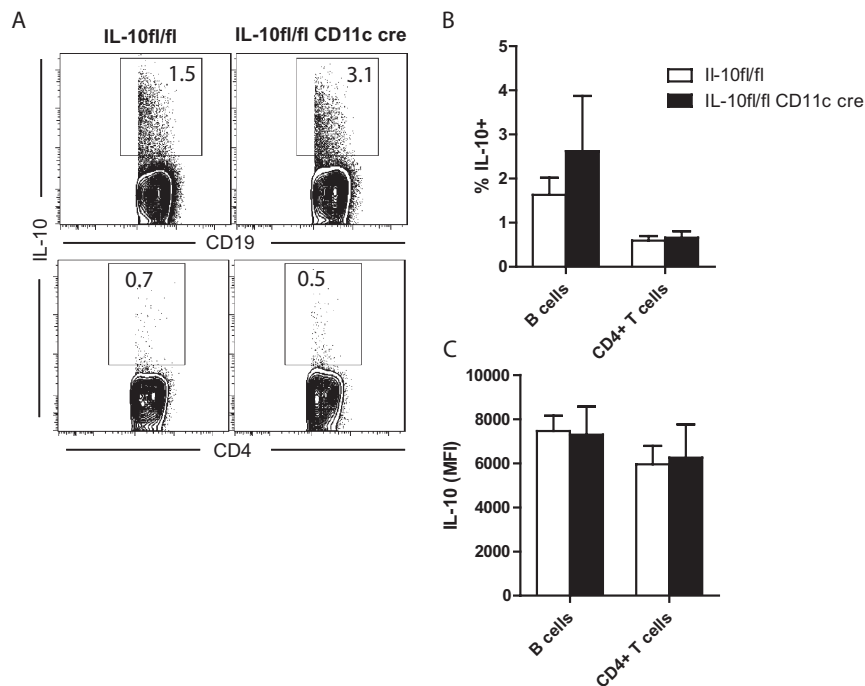 A
IL-10fl/fl
IL-10fl/fl CD11c cre
1.5
3.1
IL-10
CD19
0.7
0.5
CD4
B
5
4
3
2
1
0
% IL-10+
B cells
CD4+ T cells
Il-10fl/fl
IL-10fl/fl CD11c cre
C
10000
8000
6000
4000
2000
0
IL-10 (MFI)
B cells
CD4+ T cells